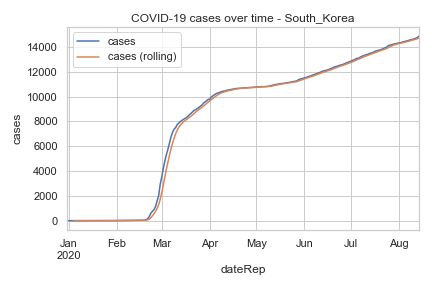 COVID-19 cases over time - South_Korea
cases
cases (rolling)
14000
12000
10000
8000
6000
4000
2000
0
cases
Jan Feb Mar Apr May Jun Jul Aug
2020
dateRep